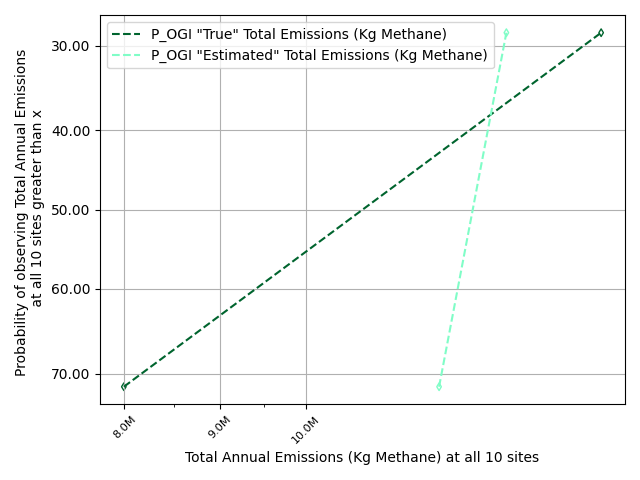 P_OGI "True" Total Emissions (Kg Methane)
P_OGI "Estimated" Total Emissions (Kg Methane)
Probability of observing Total Annual Emissions
at all 10 sites greater than x
30.00
40.00
50.00
60.00
70.00
8.0M
9.0M
10.0M
Total Annual Emissions (Kg Methane) at all 10 sites